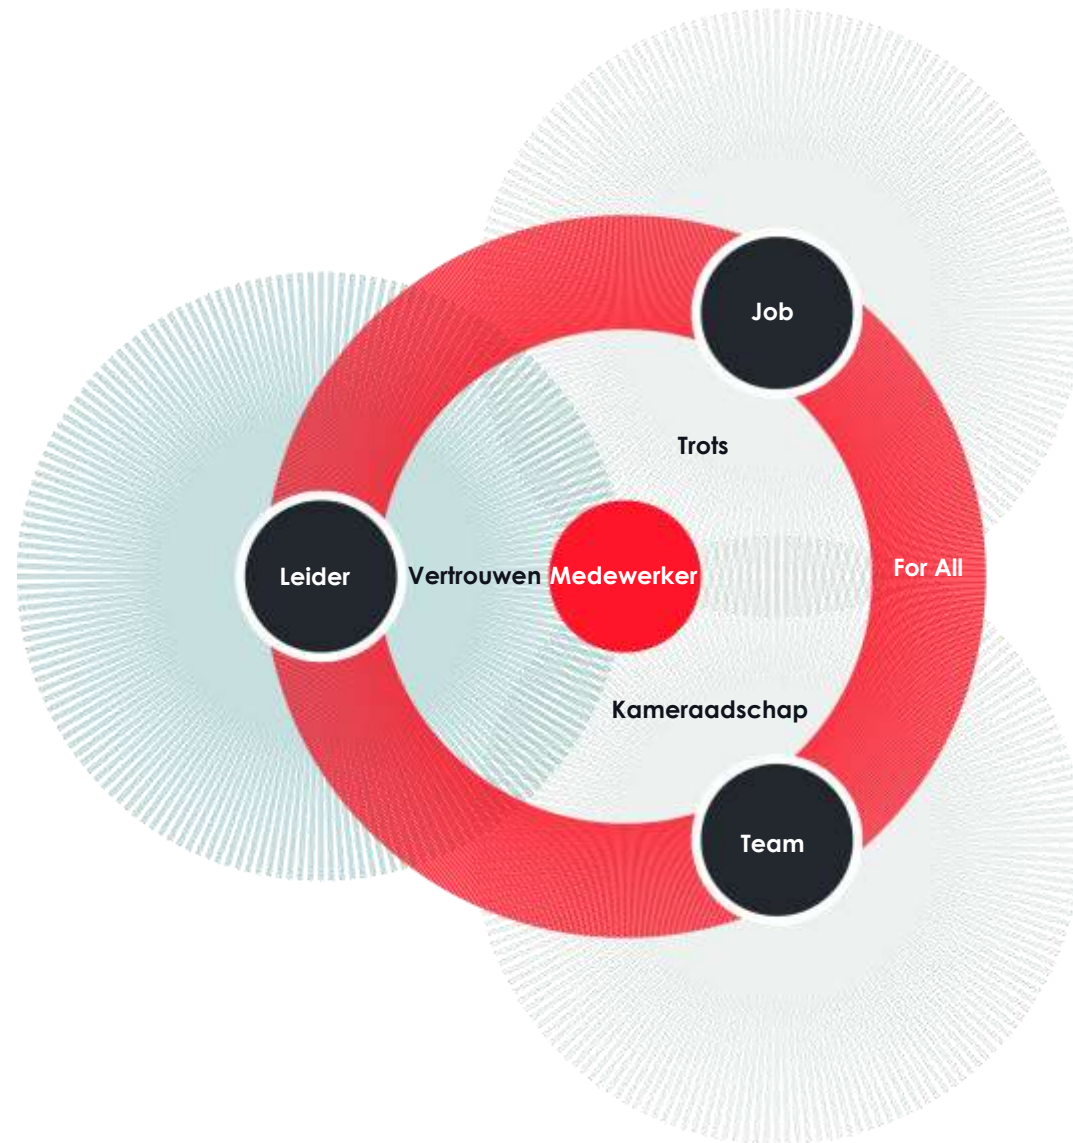 Job
Trots
Leider
Vertrouwen
Medewerker
For All
Kameraadschap
Team